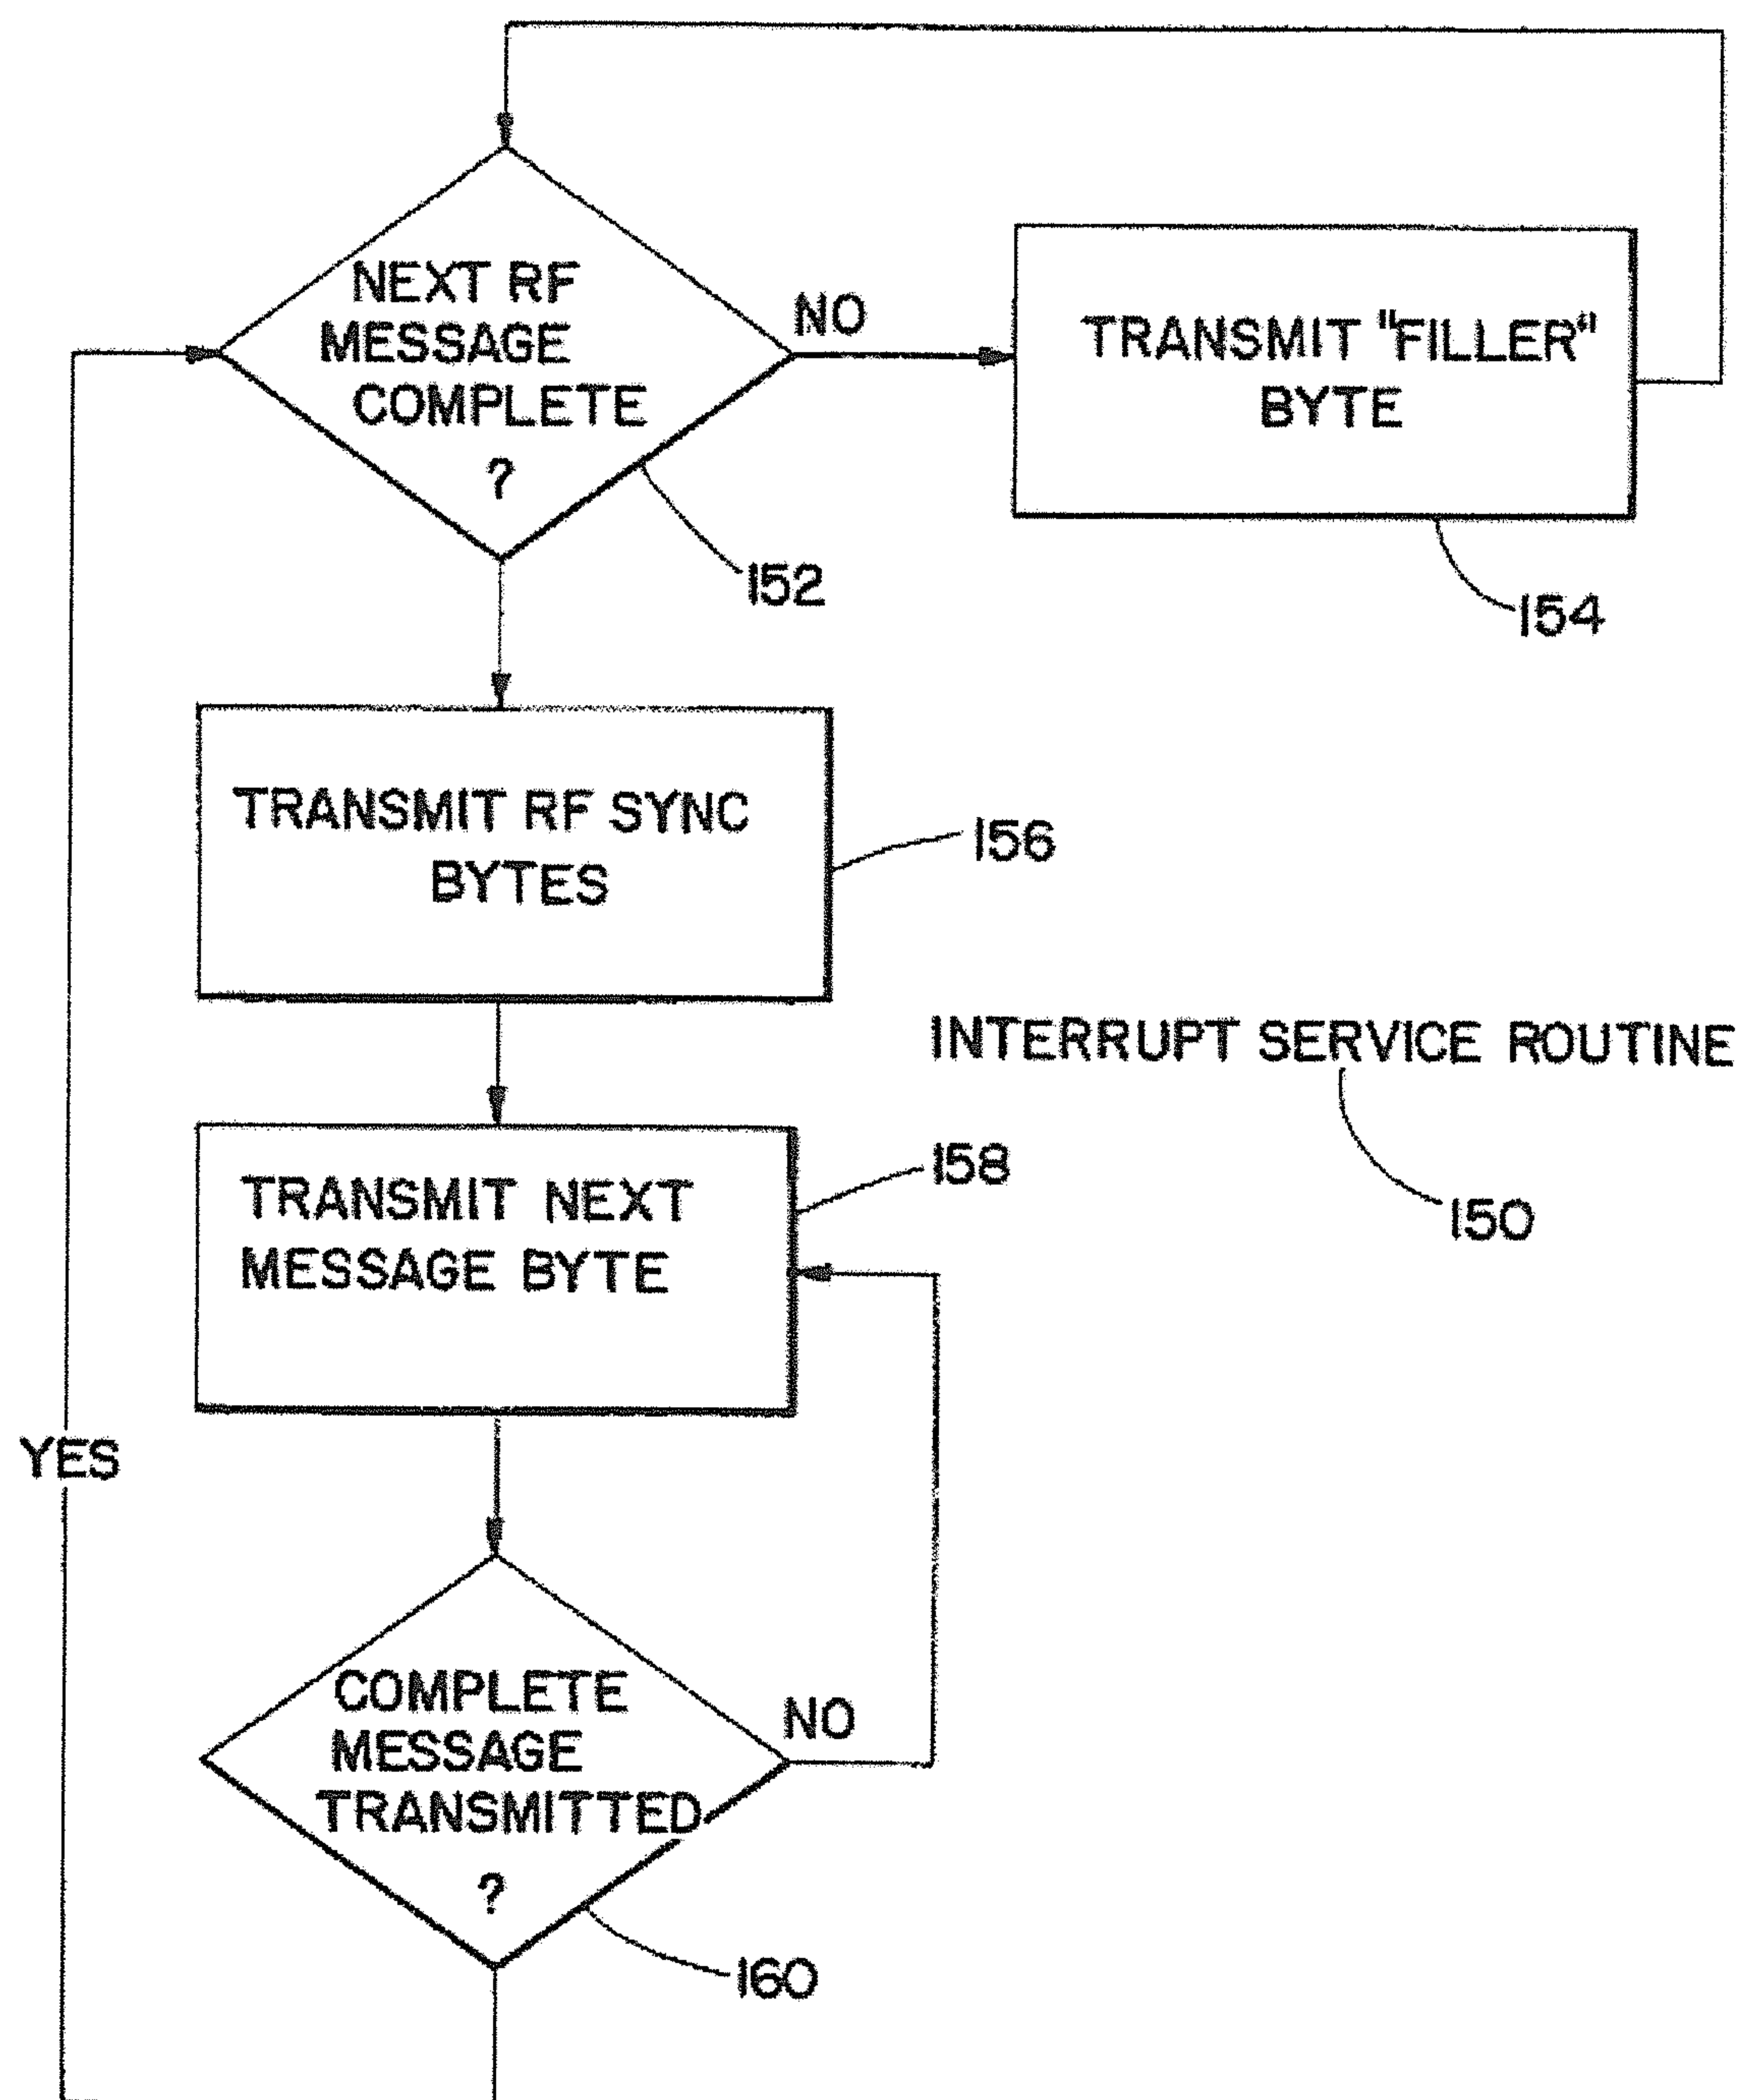 NEXT RF
MESSAGE
COMPLETE
?
NO
TRANSMIT "FILLER"
BYTE
152
154
TRANSMIT RF SYNC
BYTES
156
INTERRUPT SERVICE ROUTINE
150
TRANSMIT NEXT
MESSAGE BYTE
158
YES
COMPLETE
MESSAGE
TRANSMITTED
?
NO
160